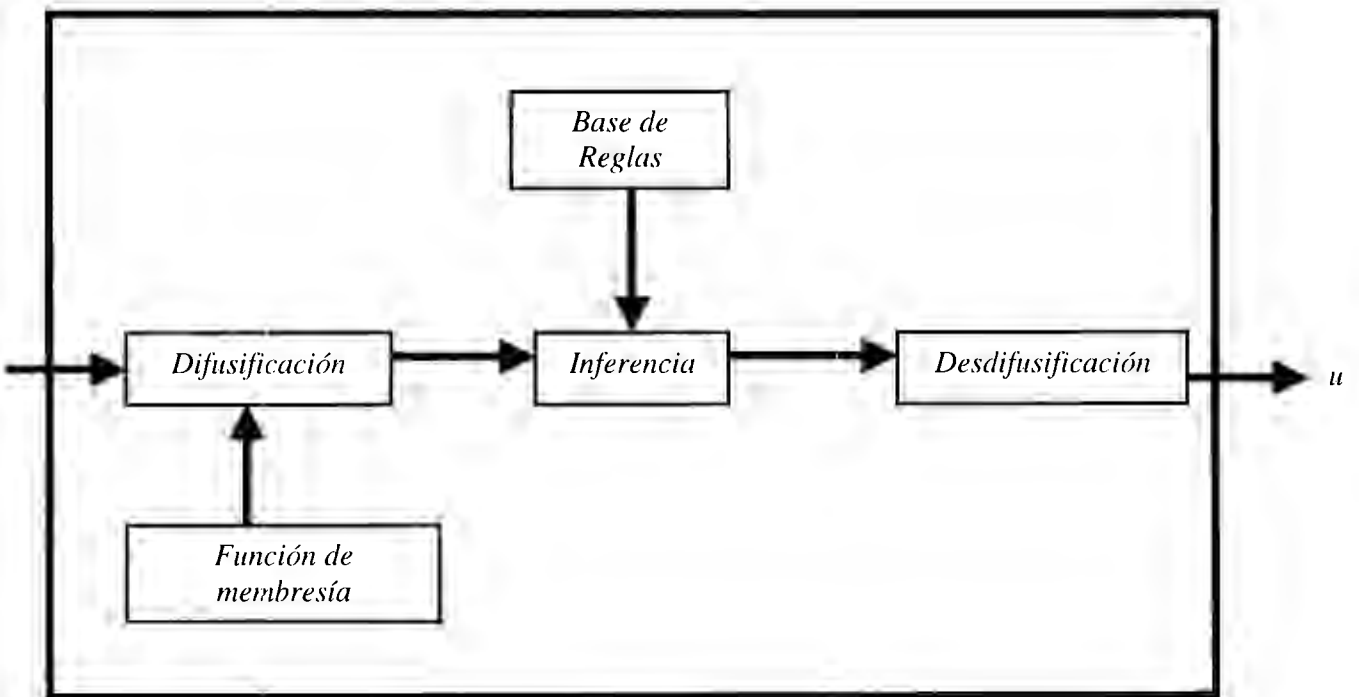 Base de
Reglas
Difusificación
Inferencia
Desdifusificación
u
Función de
membresía